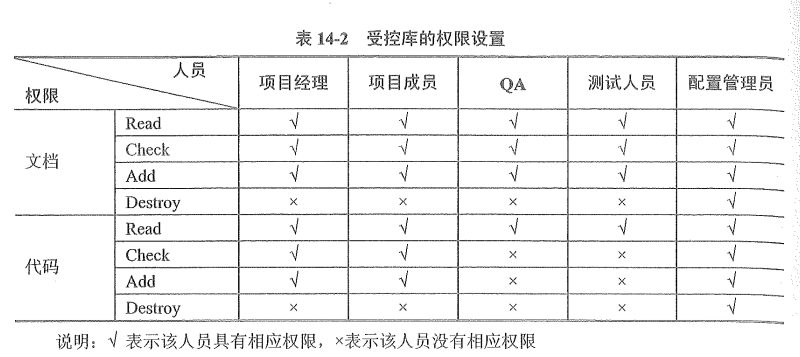 表 14-2 受控库的权限设置
人员
权限 项目经理 项目成员 QA 测试人员 配置管理员
文档 Read √ √ √ √ √
Check √ √ √ √ √
Add √ √ √ √ √
Destroy × × × × √
代码 Read √ √ √ √ √
Check √ √ × × √
Add √ √ × × √
Destroy × × × × √
说明：√ 表示该人员具有相应权限，×表示该人员没有相应权限